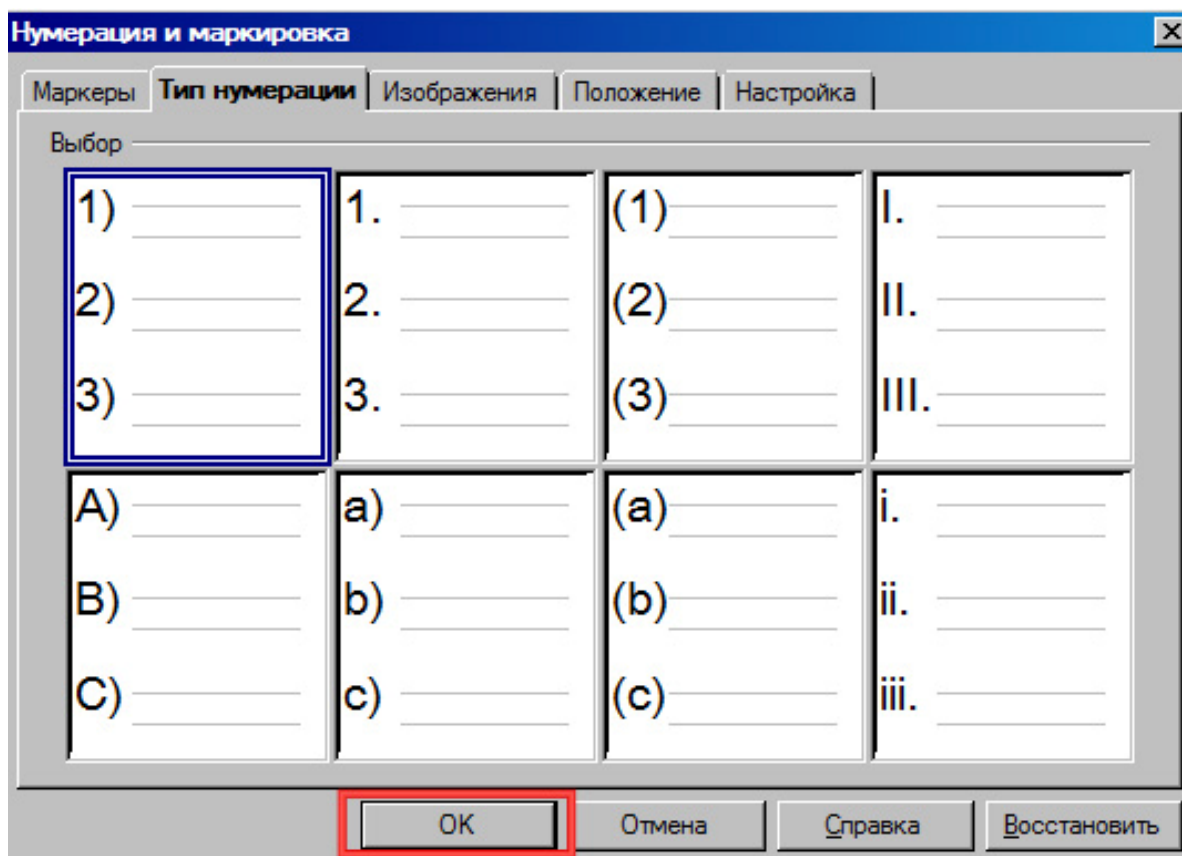 Нумерация и маркировка
Маркеры Тип нумерации Изображения Положение Настройка
Выбор
1) 1. (1) I.
2) 2. (2) II.
3) 3. (3) III.
A) a) (a) i.
B) b) (b) ii.
C) c) (c) iii.
OK Отмена Справка Восстановить